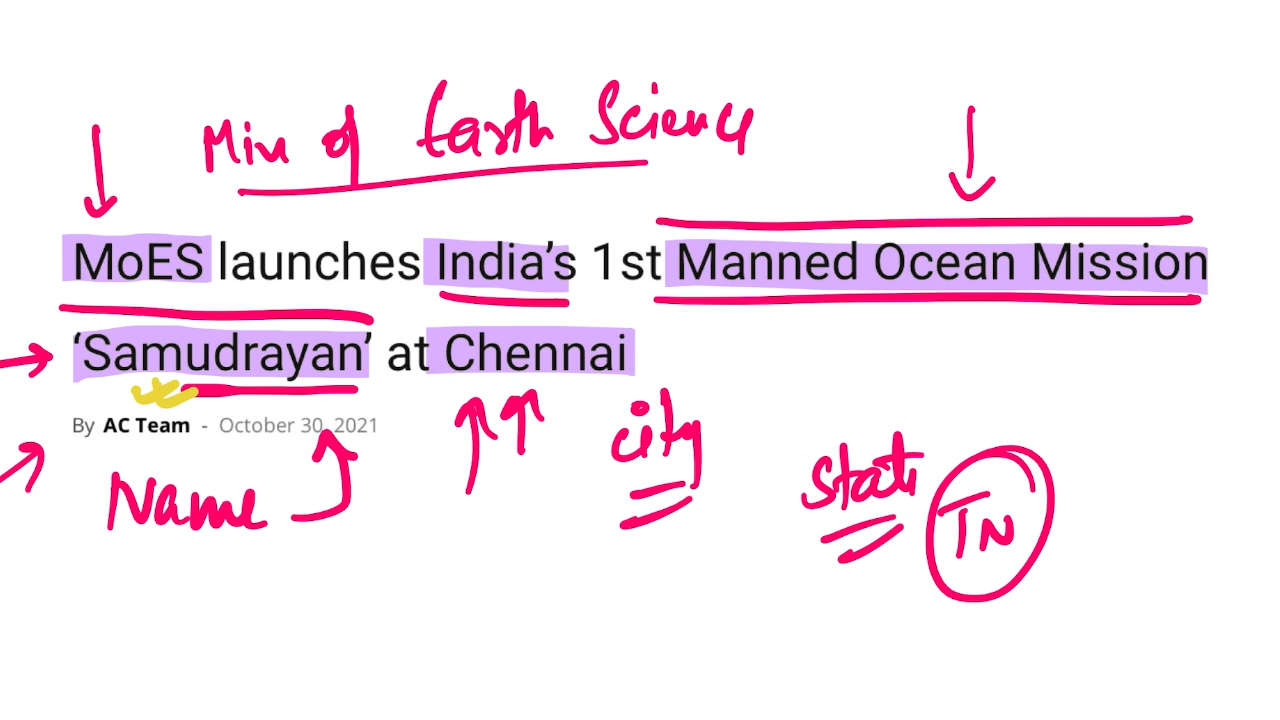 Min of Earth Science
MoES launches India’s 1st Manned Ocean Mission
‘Samudrayan’ at Chennai
By AC Team - October 30, 2021
Name
city
State
TN